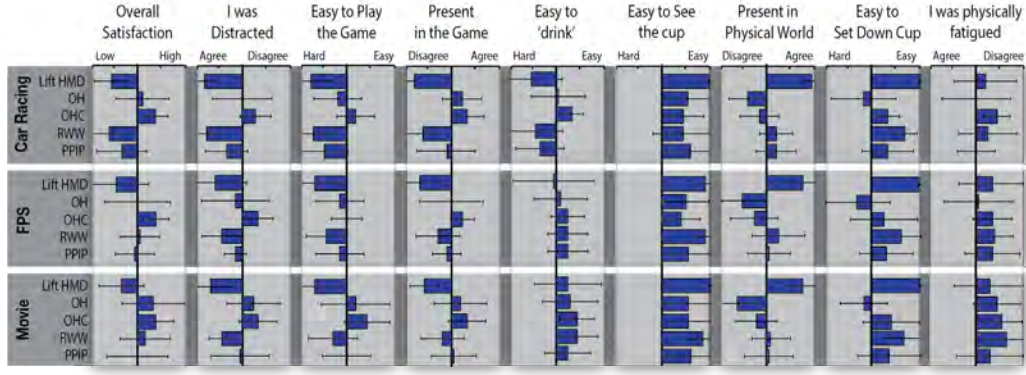 Overall Satisfaction
I was Distracted
Easy to Play the Game
Present in the Game
Easy to 'drink'
Easy to See the cup
Present in Physical World
Easy to Set Down Cup
I was physically fatigued
Low High
Agree Disagree
Hard Easy
Disagree Agree
Hard Easy
Hard Easy
Disagree Agree
Hard Easy
Agree Disagree
Car Racing
Lift HMD
OH
OHC
RWW
PPIP
FPS
Lift HMD
OH
OHC
RWW
PPIP
Movie
Lift HMD
OH
OHC
RWW
PPIP